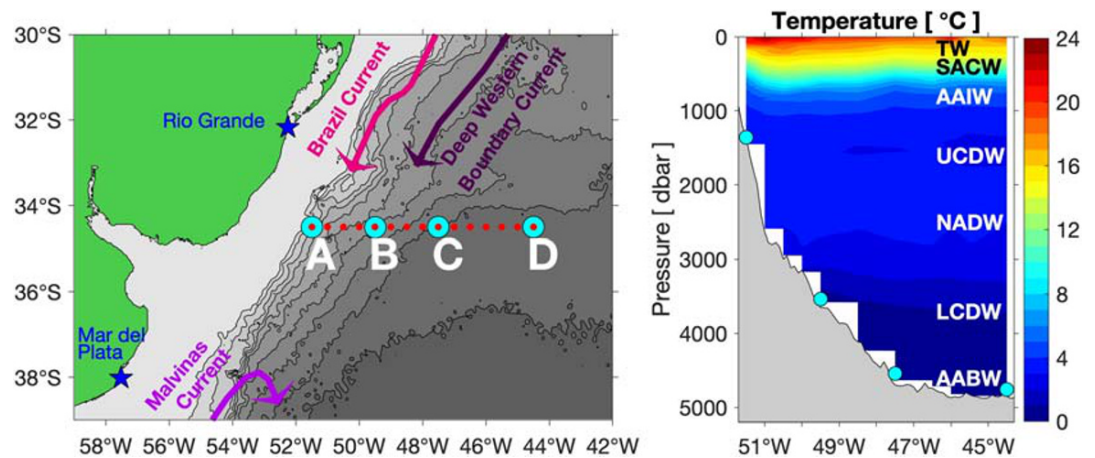 30°S
32°S
34°S
36°S
38°S
58°W 56°W 54°W 52°W 50°W 48°W 46°W 44°W 42°W
Rio Grande
Brazil Current
Deep Western
Boundary Current
A B C D
Mar del
Plata
Malvinas
Current
Temperature [ °C ]
Pressure [ dbar ]
0
1000
2000
3000
4000
5000
51°W 49°W 47°W 45°W
TW
SACW
AAIW
UCDW
NADW
LCDW
AABW
24
20
16
12
8
4
0